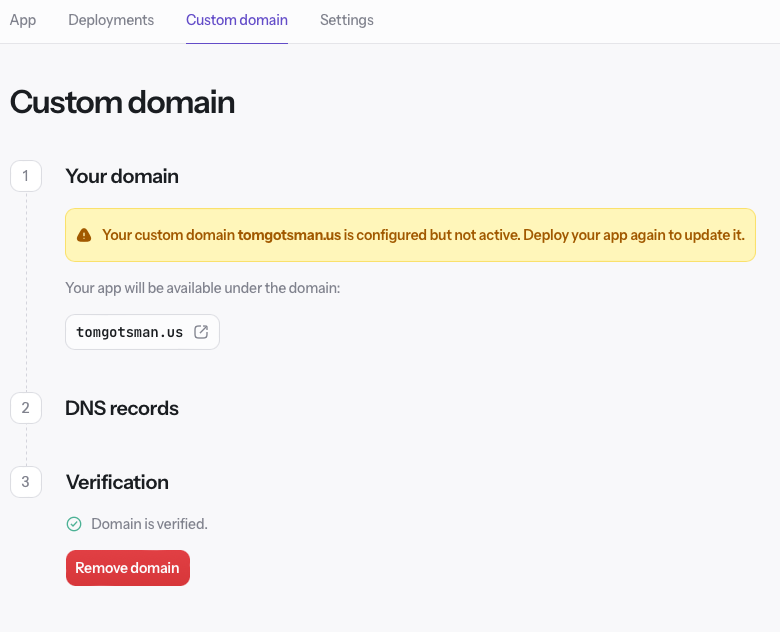 App Deployments Custom domain Settings
Custom domain
1 Your domain
Your custom domain tomgotsman.us is configured but not active. Deploy your app again to update it.
Your app will be available under the domain:
tomgotsman.us
2 DNS records
3 Verification
Domain is verified.
Remove domain